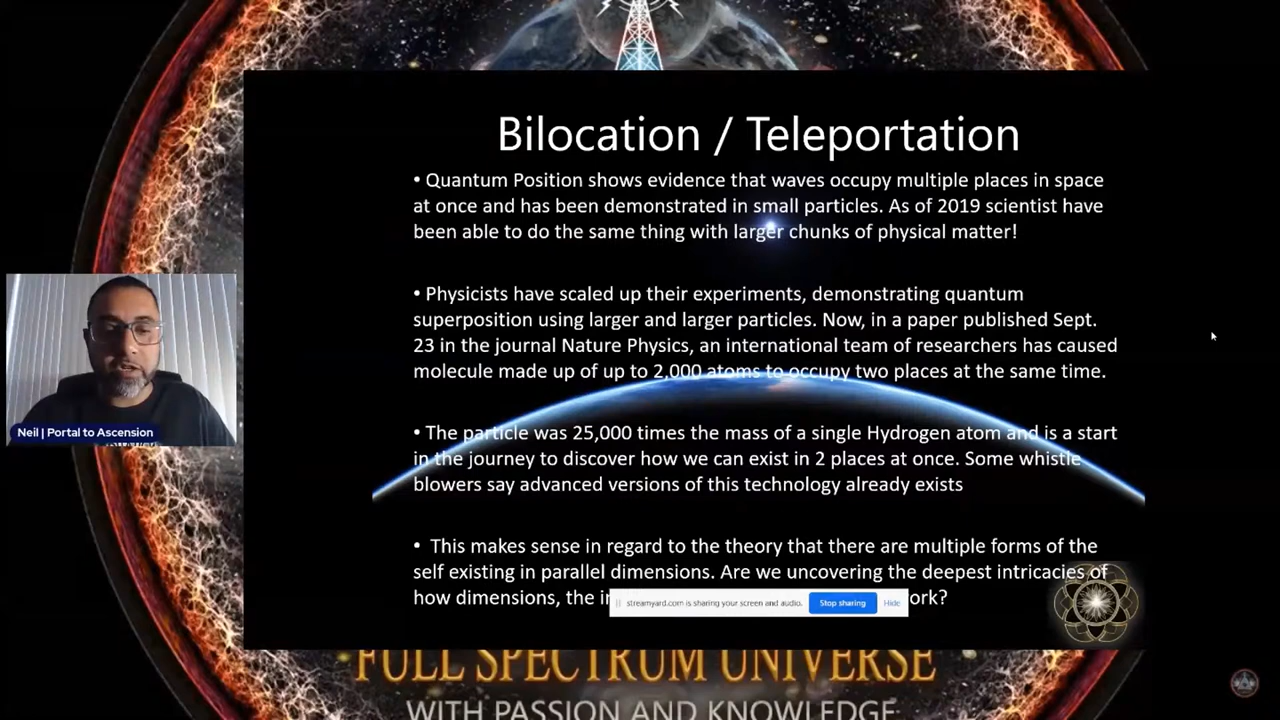 Bilocation / Teleportation
• Quantum Position shows evidence that waves occupy multiple places in space
at once and has been demonstrated in small particles. As of 2019 scientist have
been able to do the same thing with larger chunks of physical matter!
• Physicists have scaled up their experiments, demonstrating quantum
superposition using larger and larger particles. Now, in a paper published Sept.
23 in the journal Nature Physics, an international team of researchers has caused
molecule made up of up to 2,000 atoms to occupy two places at the same time.
• The particle was 25,000 times the mass of a single Hydrogen atom and is a start
in the journey to discover how we can exist in 2 places at once. Some whistle
blowers say advanced versions of this technology already exists
• This makes sense in regard to the theory that there are multiple forms of the
self existing in parallel dimensions. Are we uncovering the deepest intricacies of
how dimensions, the
streamyard.com is sharing your screen and audio. Stop sharing Hide
Neil | Portal to Ascension
FULL SPECTRUM UNIVERSE
WITH PASSION AND KNOWLEDGE